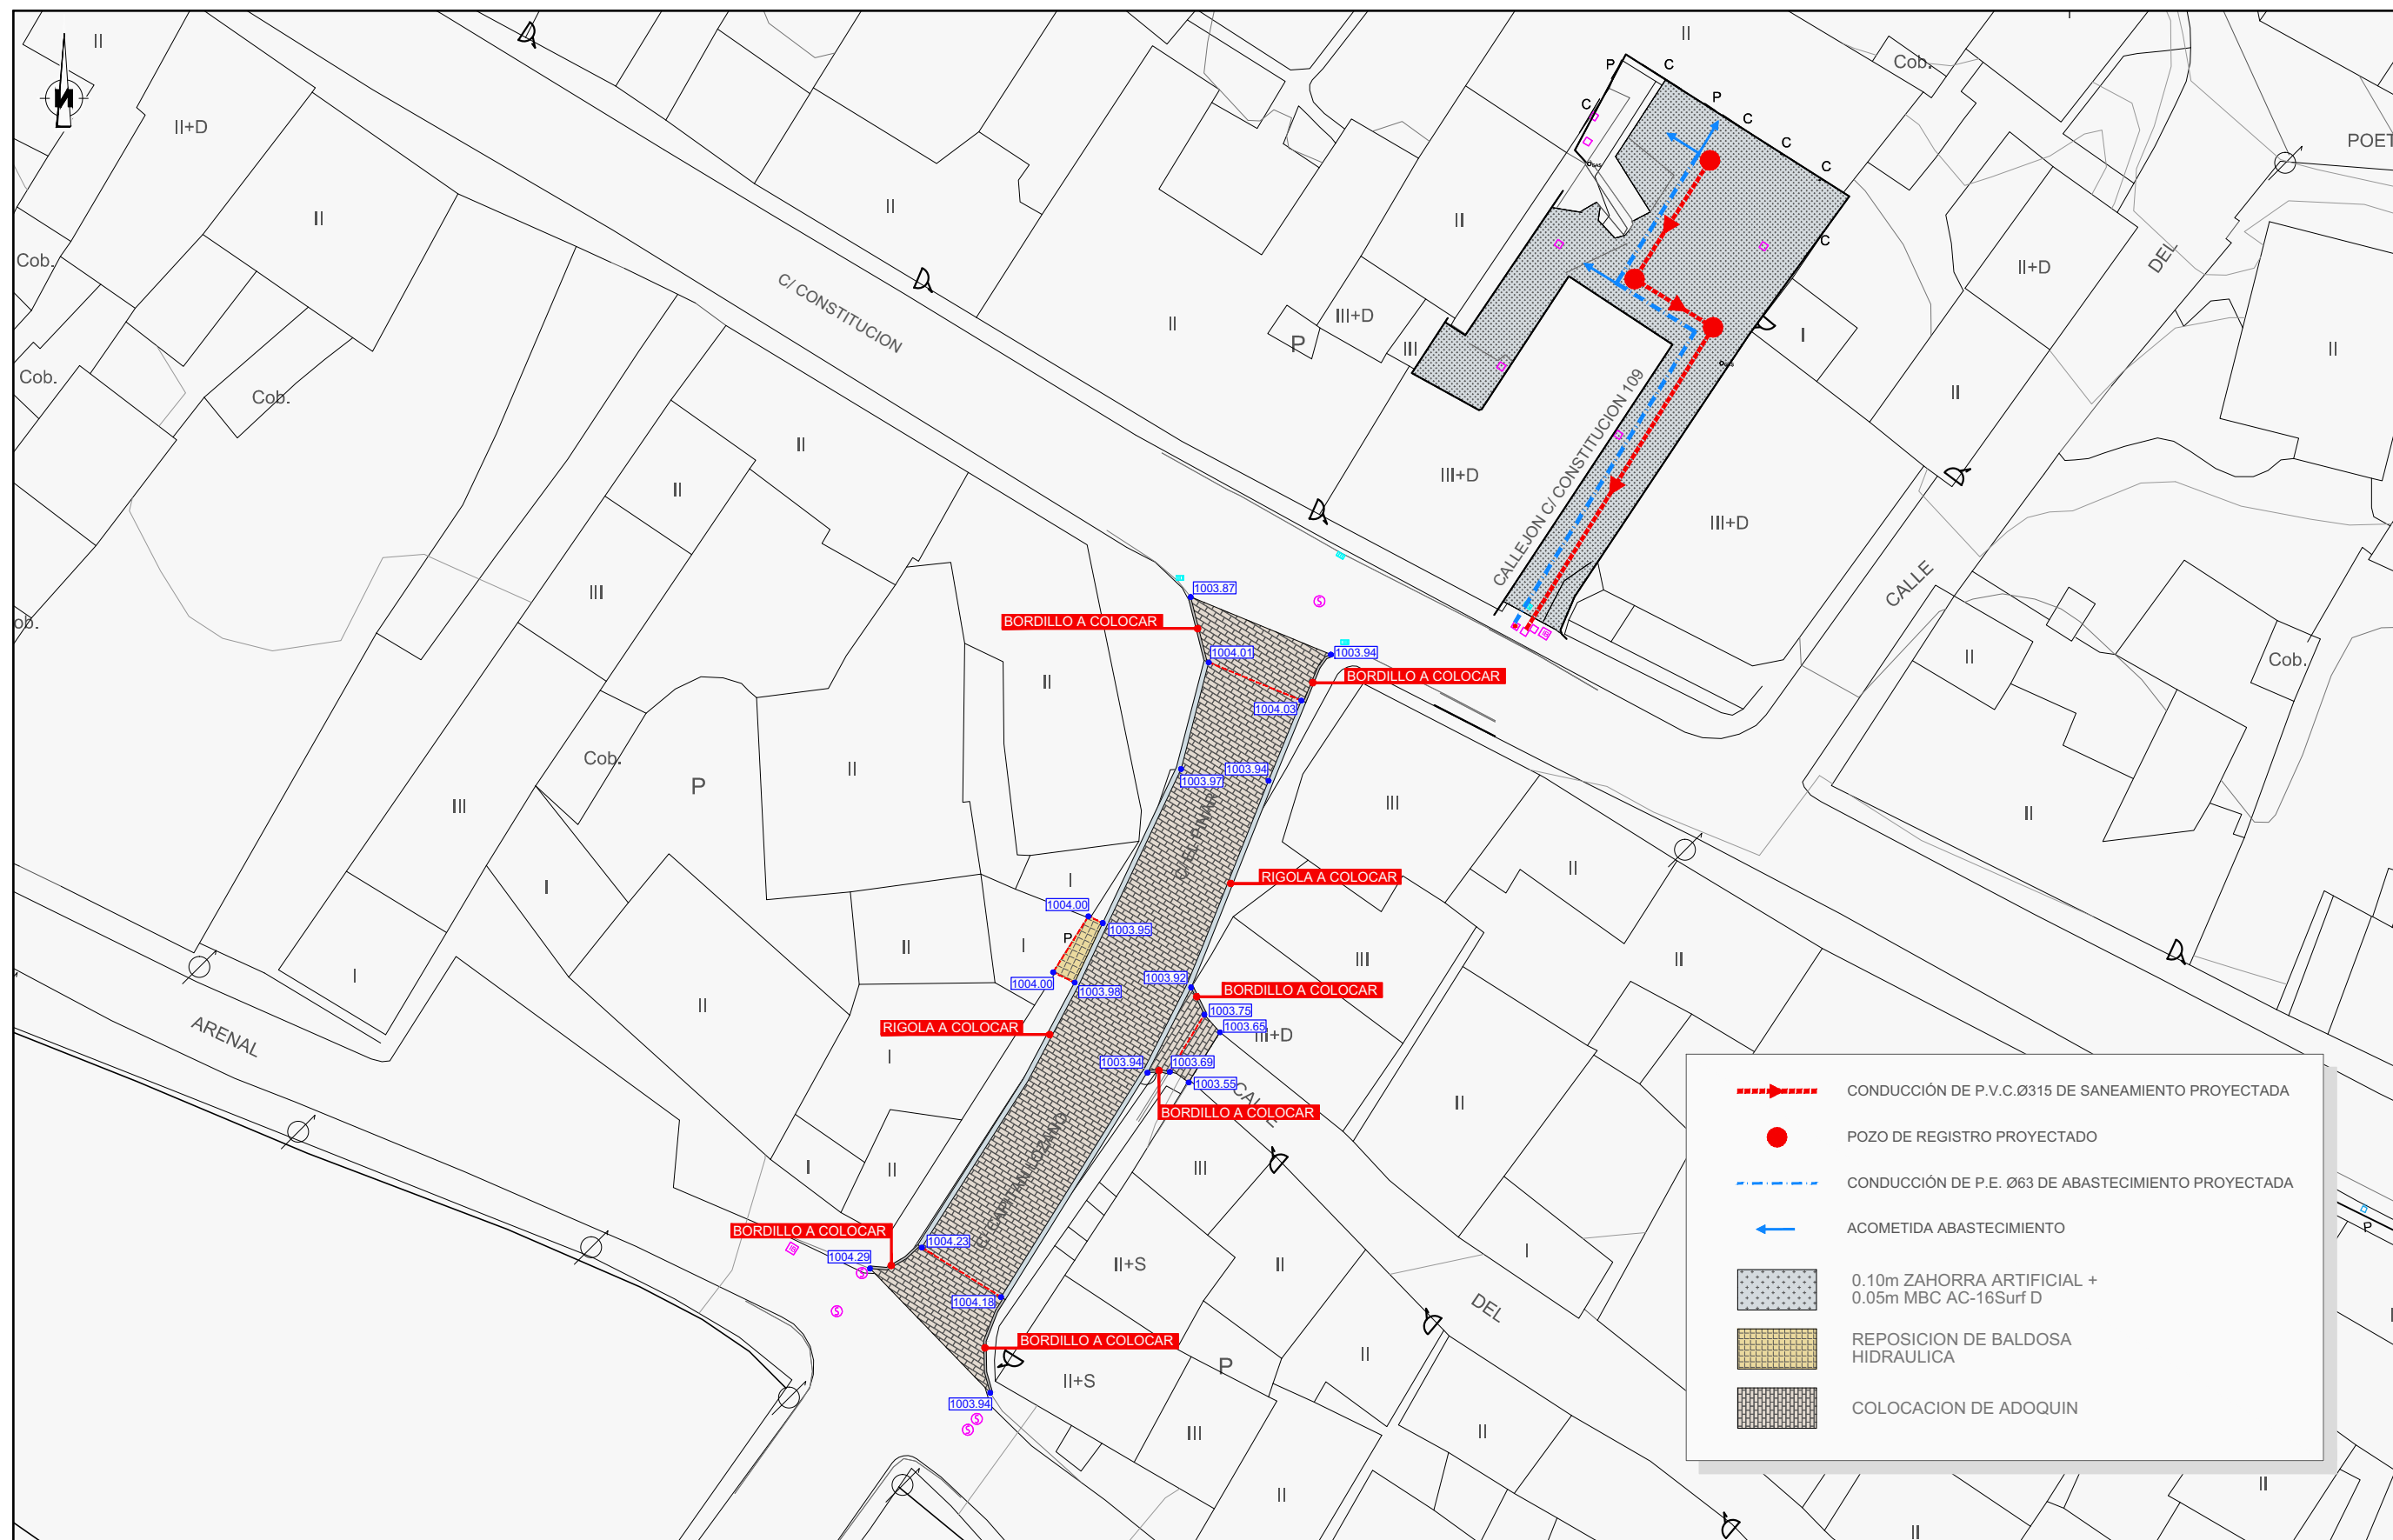 II
II
Cob.
P
C
II+D
C
P
C
C
C
POET
II
II
II
C
DEL
II+D
Cob.
C/ CONSTITUCION
II
III+D
P
III
I
II
Cob.
Cob.
II
II
III+D
CALLEJON C/ CONSTITUCION 109
II
III+D
CALLE
III
1003.87
BORDILLO A COLOCAR
ob.
1004.01
1003.94
II
Cob.
BORDILLO A COLOCAR
II
1004.03
Cob.
II
P
1003.94
1003.97
III
III
II
C/ EL PINAR
II
RIGOLA A COLOCAR
I
I
1004.00
1003.95
P
II
I
III
II
I
1004.00
1003.98
1003.92
BORDILLO A COLOCAR
II
1003.75
1003.65
III+D
RIGOLA A COLOCAR
ARENAL
I
1003.94
1003.69
1003.55
CALLE
BORDILLO A COLOCAR
II
C/ CAPITAN LOZANO
I
II
III
BORDILLO A COLOCAR
1004.23
1004.29
II+S
II
I
1004.18
DEL
BORDILLO A COLOCAR
II+S
P
II
1003.94
III
II
II
II
II
P
CONDUCCIÓN DE P.V.C.Ø315 DE SANEAMIENTO PROYECTADA
POZO DE REGISTRO PROYECTADO
CONDUCCIÓN DE P.E. Ø63 DE ABASTECIMIENTO PROYECTADA
ACOMETIDA ABASTECIMIENTO
0.10m ZAHORRA ARTIFICIAL +
0.05m MBC AC-16Surf D
REPOSICION DE BALDOSA
HIDRAULICA
COLOCACION DE ADOQUIN